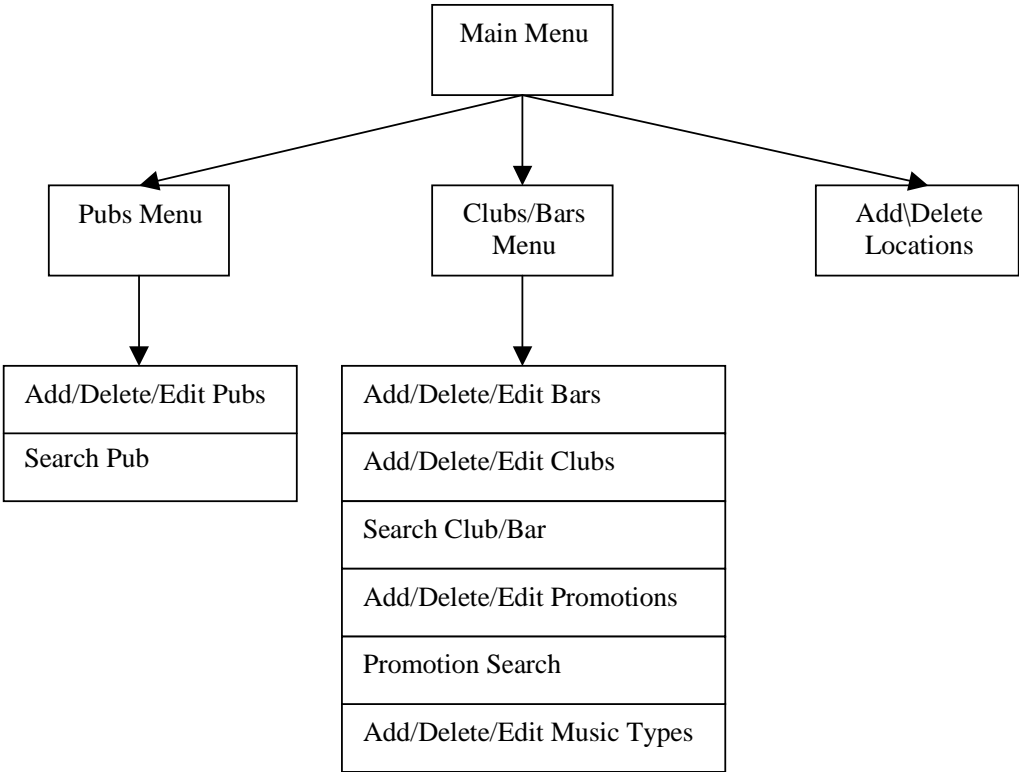 Main Menu
Pubs Menu
Clubs/Bars
Menu
Add\Delete
Locations
Add/Delete/Edit Pubs
Search Pub
Add/Delete/Edit Bars
Add/Delete/Edit Clubs
Search Club/Bar
Add/Delete/Edit Promotions
Promotion Search
Add/Delete/Edit Music Types